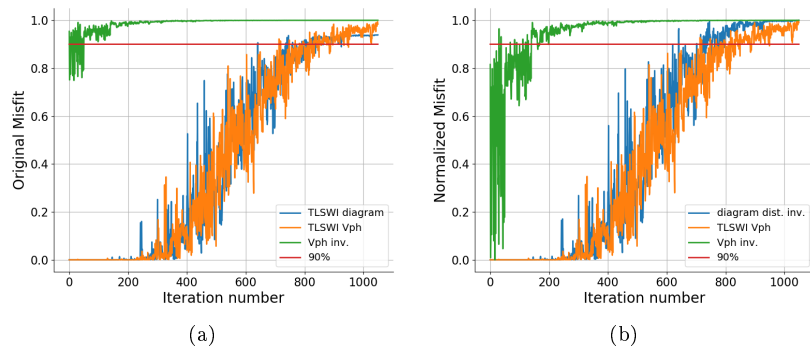 Original Misfit
1.0
0.8
0.6
0.4
0.2
0.0
TLSWI diagram
TLSWI Vph
Vph inv.
90%
0 200 400 600 800 1000
Iteration number
(a)
Normalized Misfit
1.0
0.8
0.6
0.4
0.2
0.0
diagram dist. inv.
TLSWI Vph
Vph inv.
90%
0 200 400 600 800 1000
Iteration number
(b)